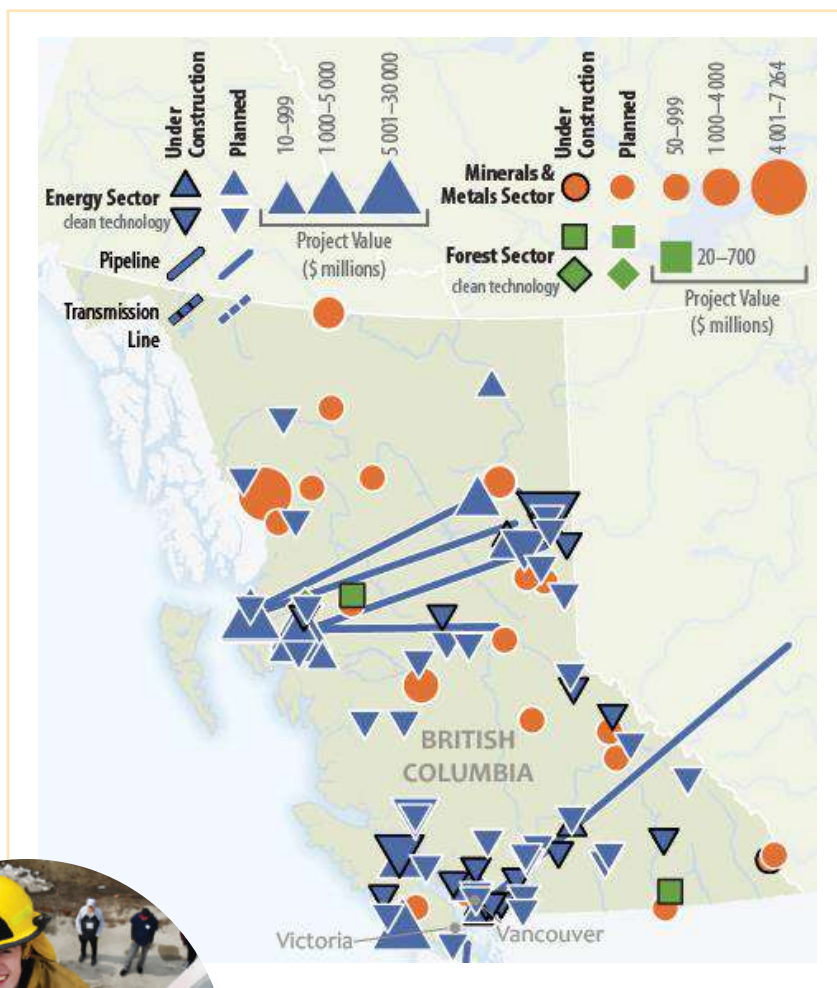 Under
Construction
Planned
10–999
1 000–5 000
5 001–30 000
Energy Sector
clean technology
Pipeline
Transmission
Line
Project Value
($ millions)
Under
Construction
Planned
50–999
1 000–4 000
4 001–7 264
Minerals &
Metals Sector
Forest Sector
clean technology
20–700
Project Value
($ millions)
BRITISH
COLUMBIA
Victoria
Vancouver